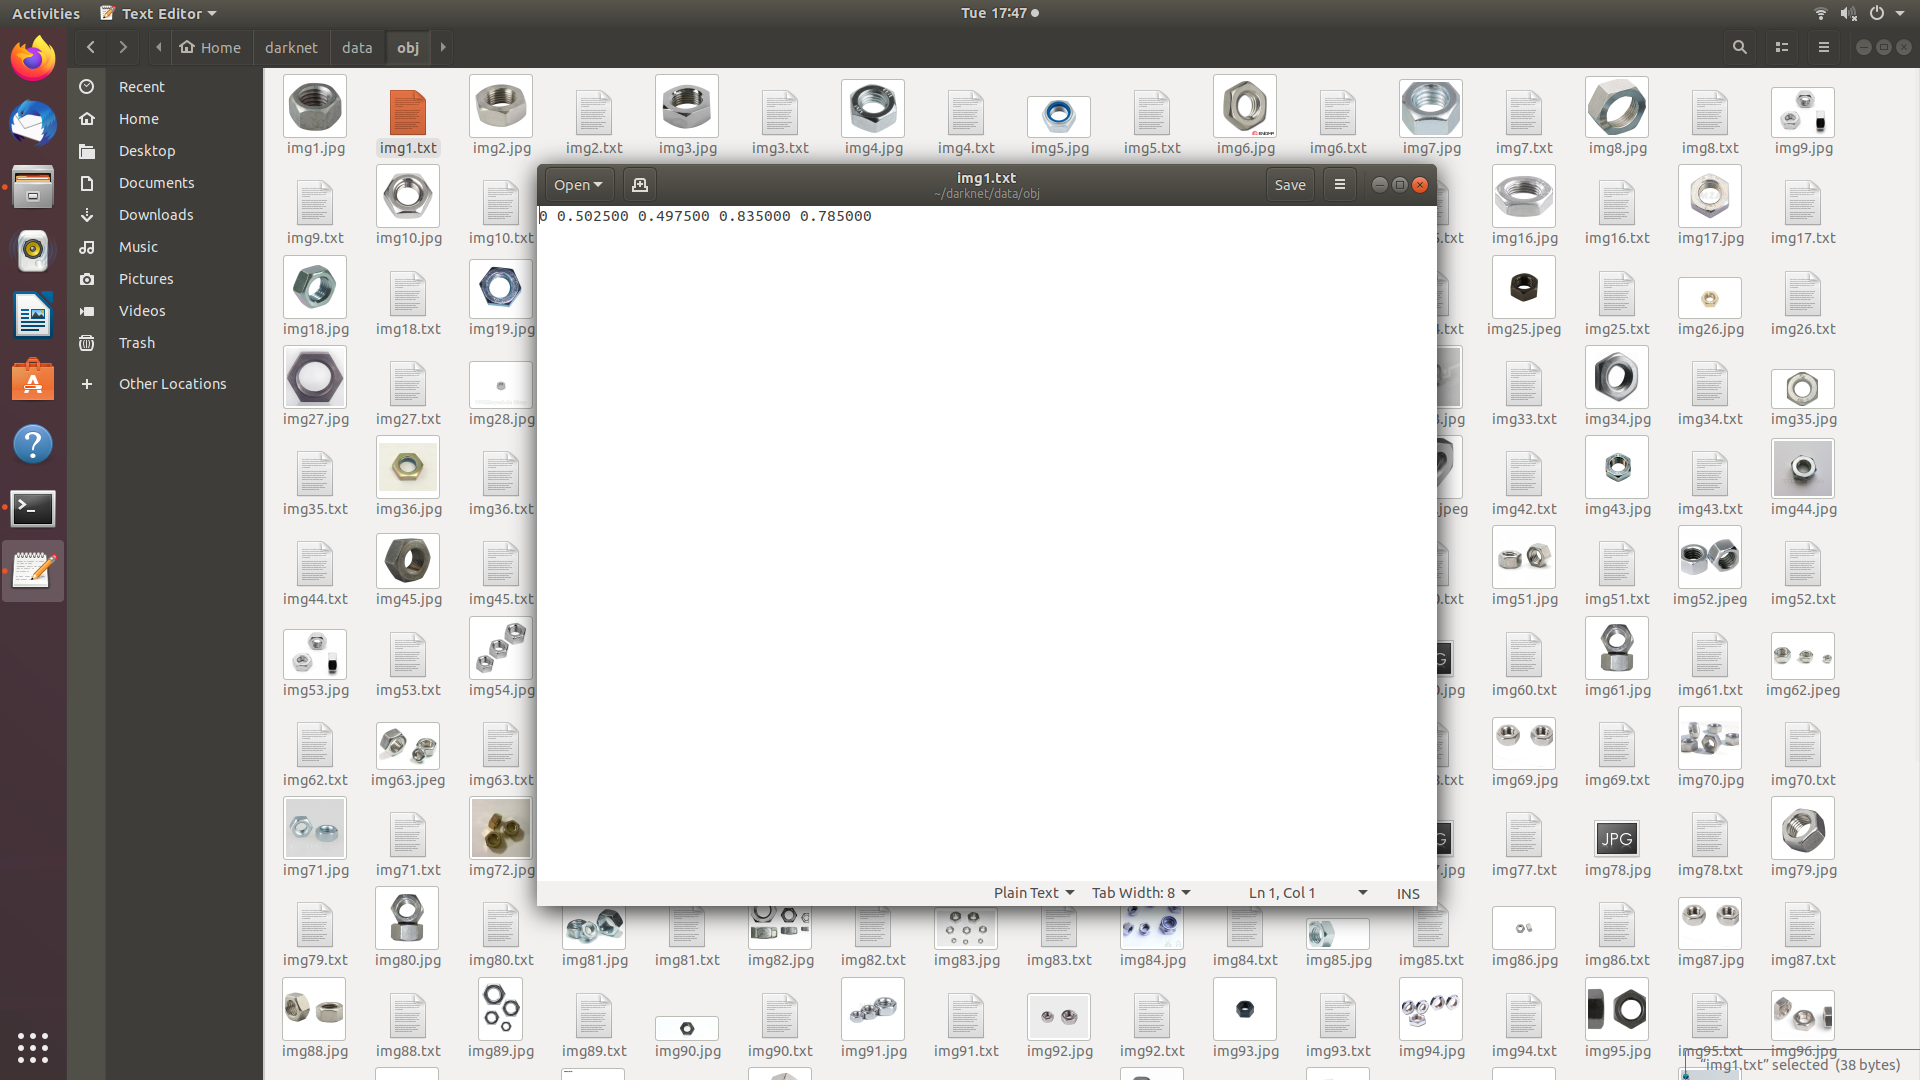 Activities Text Editor Tue 17:47
Home darknet data obj
Recent
Home
Desktop
Documents
Downloads
Music
Pictures
Videos
Trash
Other Locations
img1.jpg img1.txt img2.jpg img2.txt img3.jpg img3.txt img4.jpg img4.txt img5.jpg img5.txt img6.jpg img6.txt img7.jpg img7.txt img8.jpg img8.txt img9.jpg
Open img1.txt Save
~/darknet/data/obj
0 0.502500 0.497500 0.835000 0.785000
Plain Text Tab Width: 8 Ln 1, Col 1 INS
img9.txt img10.jpg img10.txt .txt img16.jpg img16.txt img17.jpg img17.txt
img18.jpg img18.txt img19.jpg .txt img25.jpeg img25.txt img26.jpg img26.txt
img27.jpg img27.txt img28.jpg .jpg img33.txt img34.jpg img34.txt img35.jpg
img35.txt img36.jpg img36.txt .jpeg img42.txt img43.jpg img43.txt img44.jpg
img44.txt img45.jpg img45.txt .txt img51.jpg img51.txt img52.jpeg img52.txt
img53.jpg img53.txt img54.jpg .jpg img60.txt img61.jpg img61.txt img62.jpeg
img62.txt img63.jpeg img63.txt .txt img69.jpg img69.txt img70.jpg img70.txt
JPG
img71.jpg img71.txt img72.jpg .jpg img77.txt img78.jpg img78.txt img79.jpg
img79.txt img80.jpg img80.txt img81.jpg img81.txt img82.jpg img82.txt img83.jpg img83.txt img84.jpg img84.txt img85.jpg img85.txt img86.jpg img86.txt img87.jpg img87.txt
img88.jpg img88.txt img89.jpg img89.txt img90.jpg img90.txt img91.jpg img91.txt img92.jpg img92.txt img93.jpg img93.txt img94.jpg img94.txt img95.jpg img95.txt img96.jpg
"img1.txt" selected (38 bytes)